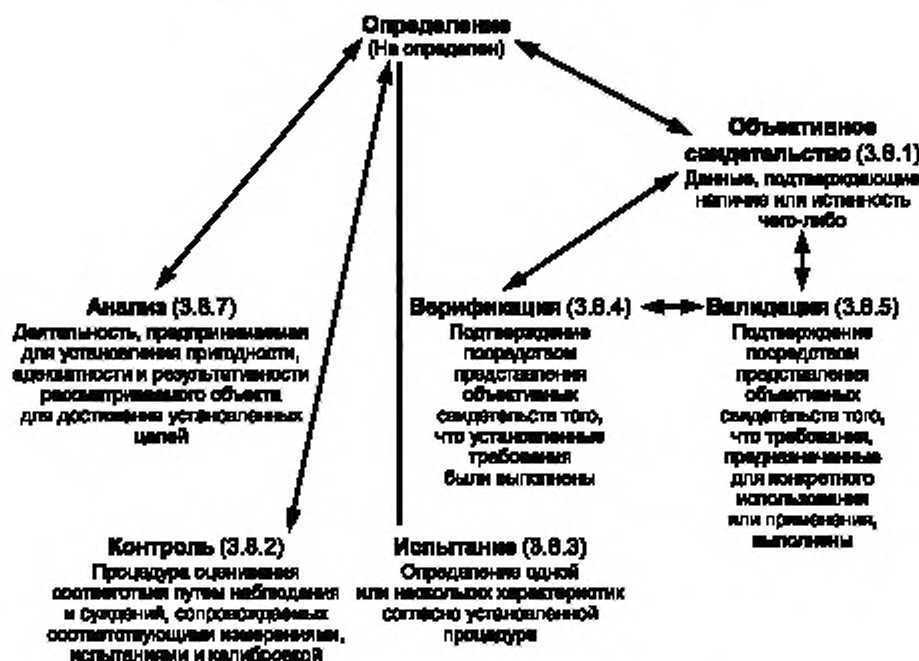 Определение
(Не определен)
Объективное
свидетельство (3.8.1)
Данные, подтверждающие
наличие или истинность
чего-либо
Анализ (3.8.7)
Деятельность, предпринимаемая
для установления пригодности,
адекватности и результативности
рассматриваемого объекта
для достижения установленных
целей
Верификация (3.8.4)
Подтверждение
посредством
представления
объективных
свидетельств того,
что установленные
требования
были выполнены
Валидация (3.8.5)
Подтверждение
посредством
представления
объективных
свидетельств того,
что требования,
предназначенные
для конкретного
использования
или применения,
выполнены
Контроль (3.8.2)
Процедура оценивания
соответствия путем наблюдения
и суждений, сопровождаемых
соответствующими измерениями,
испытаниями и калибровкой
Испытание (3.8.3)
Определение одной
или нескольких характеристик
согласно установленной
процедуре